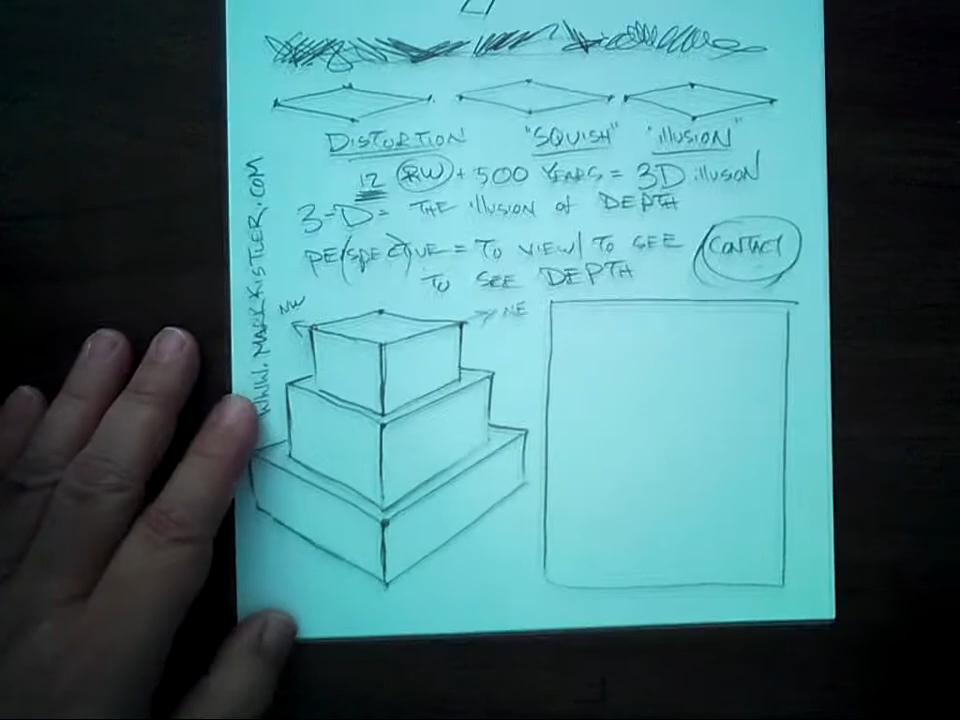 DISTORTION "SQUISH" "illusion"
12 RW + 500 YEARS = 3D illuson
3-D = THE illusion of DEPTH
PERSPECTIVE = TO VIEW / TO SEE
CONTACT
TO SEE DEPTH
NW
NE
WWW.MARKKISTLER.COM